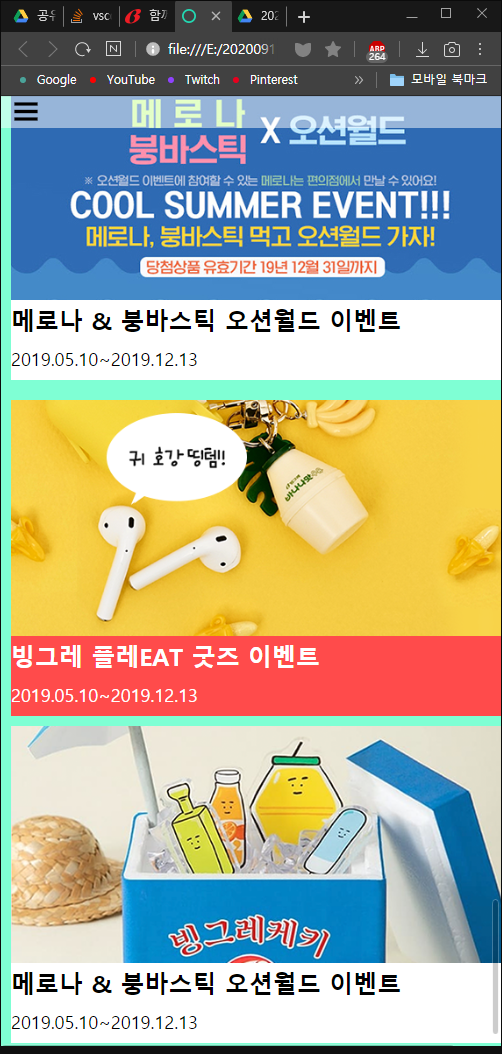 공유
vsc
함께
202
file:///E:/2020091
ARP
264
Google
YouTube
Twitch
Pinterest
»
모바일 북마크
메로나
붕바스틱
X 오션월드
※ 오션월드 이벤트에 참여할 수 있는 메로나는 편의점에서 만날 수 있어요!
COOL SUMMER EVENT!!!
메로나, 붕바스틱 먹고 오션월드 가자!
당첨상품 유효기간 19년 12월 31일까지
메로나 & 붕바스틱 오션월드 이벤트
2019.05.10~2019.12.13
귀 호강 띵템!!
바나나맛
빙그레 플레EAT 굿즈 이벤트
2019.05.10~2019.12.13
빙그레케키
메로나 & 붕바스틱 오션월드 이벤트
2019.05.10~2019.12.13